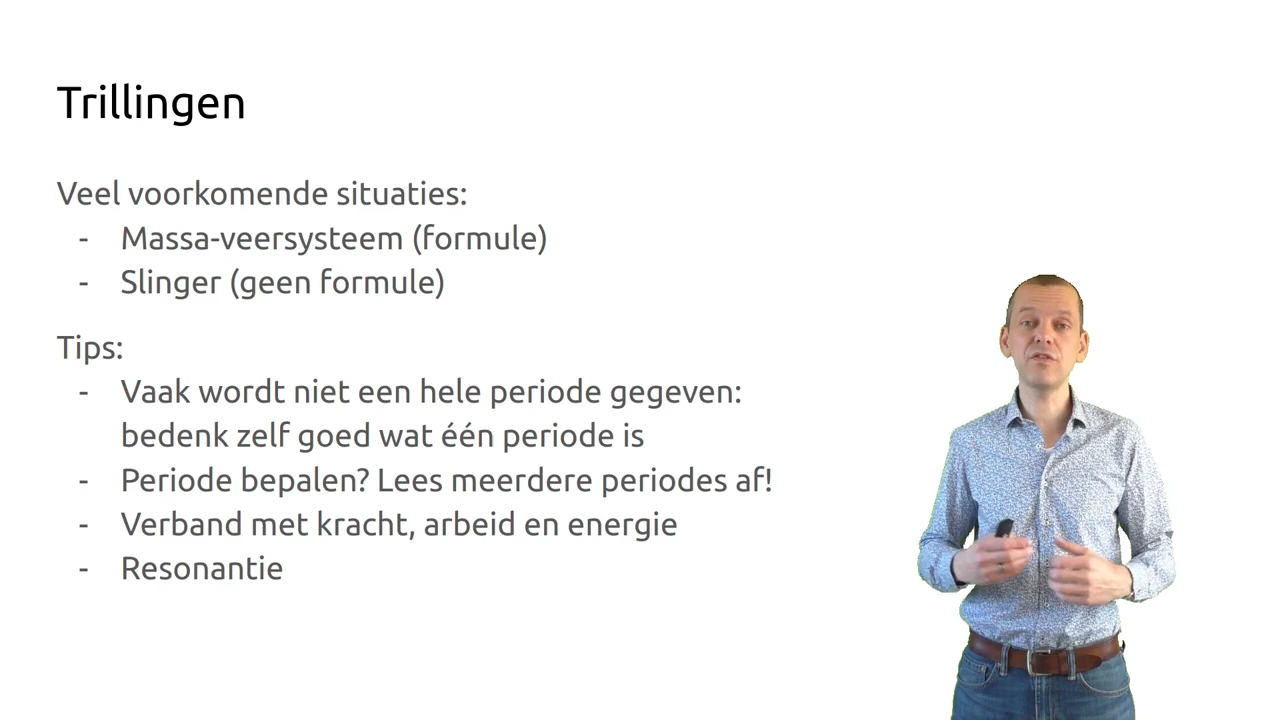 Trillingen
Veel voorkomende situaties:
- Massa-veersysteem (formule)
- Slinger (geen formule)
Tips:
- Vaak wordt niet een hele periode gegeven:
bedenk zelf goed wat één periode is
- Periode bepalen? Lees meerdere periodes af!
- Verband met kracht, arbeid en energie
- Resonantie